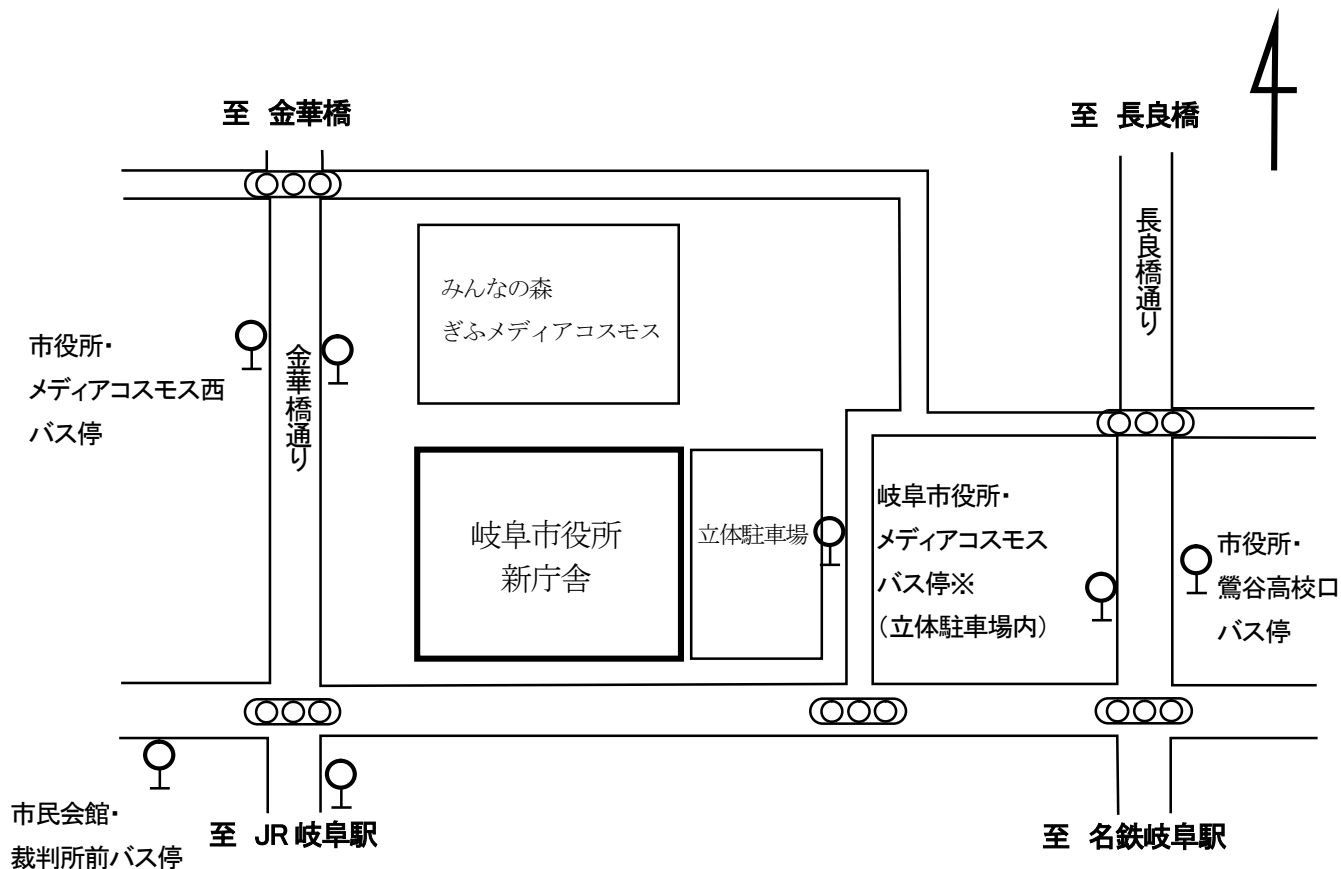 至 金華橋
至 長良橋
長良橋通り
みんなの森
ぎふメディアコスモス
市役所・
メディアコスモス西
バス停
金華橋通り
岐阜市役所
新庁舎
立体駐車場
岐阜市役所・
メディアコスモス
バス停※
(立体駐車場内)
市役所・
鶯谷高校口
バス停
市民会館・
裁判所前バス停
至 JR岐阜駅
至 名鉄岐阜駅